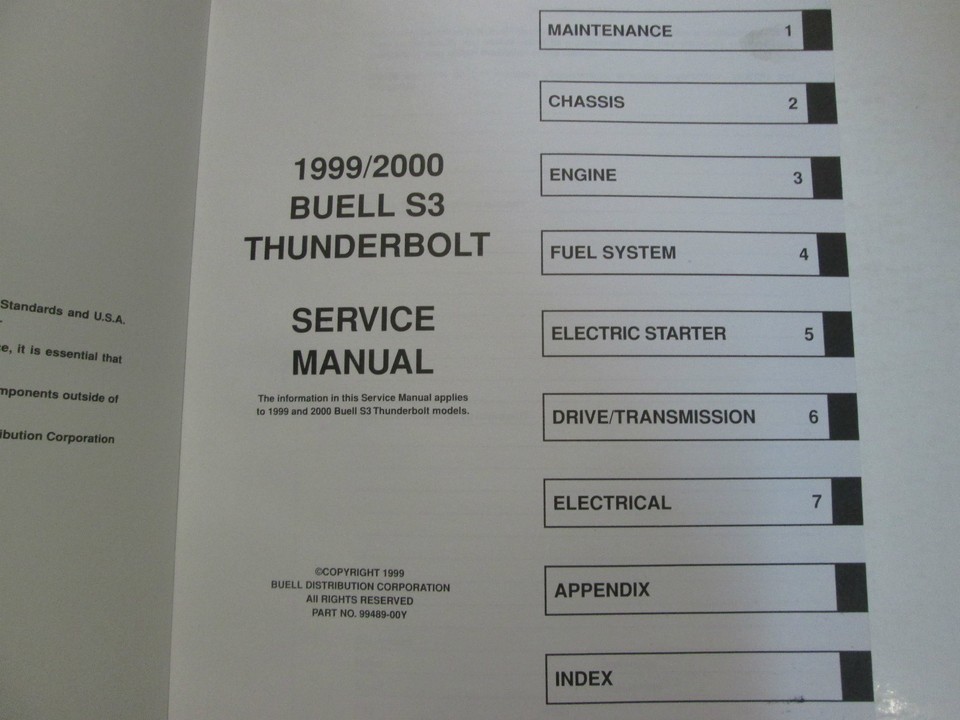 Standards and U.S.A.
it is essential that
outside of
Corporation
1999/2000
BUELL S3
THUNDERBOLT
SERVICE
MANUAL
The information in this Service Manual applies
to 1999 and 2000 Buell S3 Thunderbolt models.
©COPYRIGHT 1999
BUELL DISTRIBUTION CORPORATION
All RIGHTS RESERVED
PART NO. 99489-00Y
MAINTENANCE 1
CHASSIS 2
ENGINE 3
FUEL SYSTEM 4
ELECTRIC STARTER 5
DRIVE/TRANSMISSION 6
ELECTRICAL 7
APPENDIX
INDEX